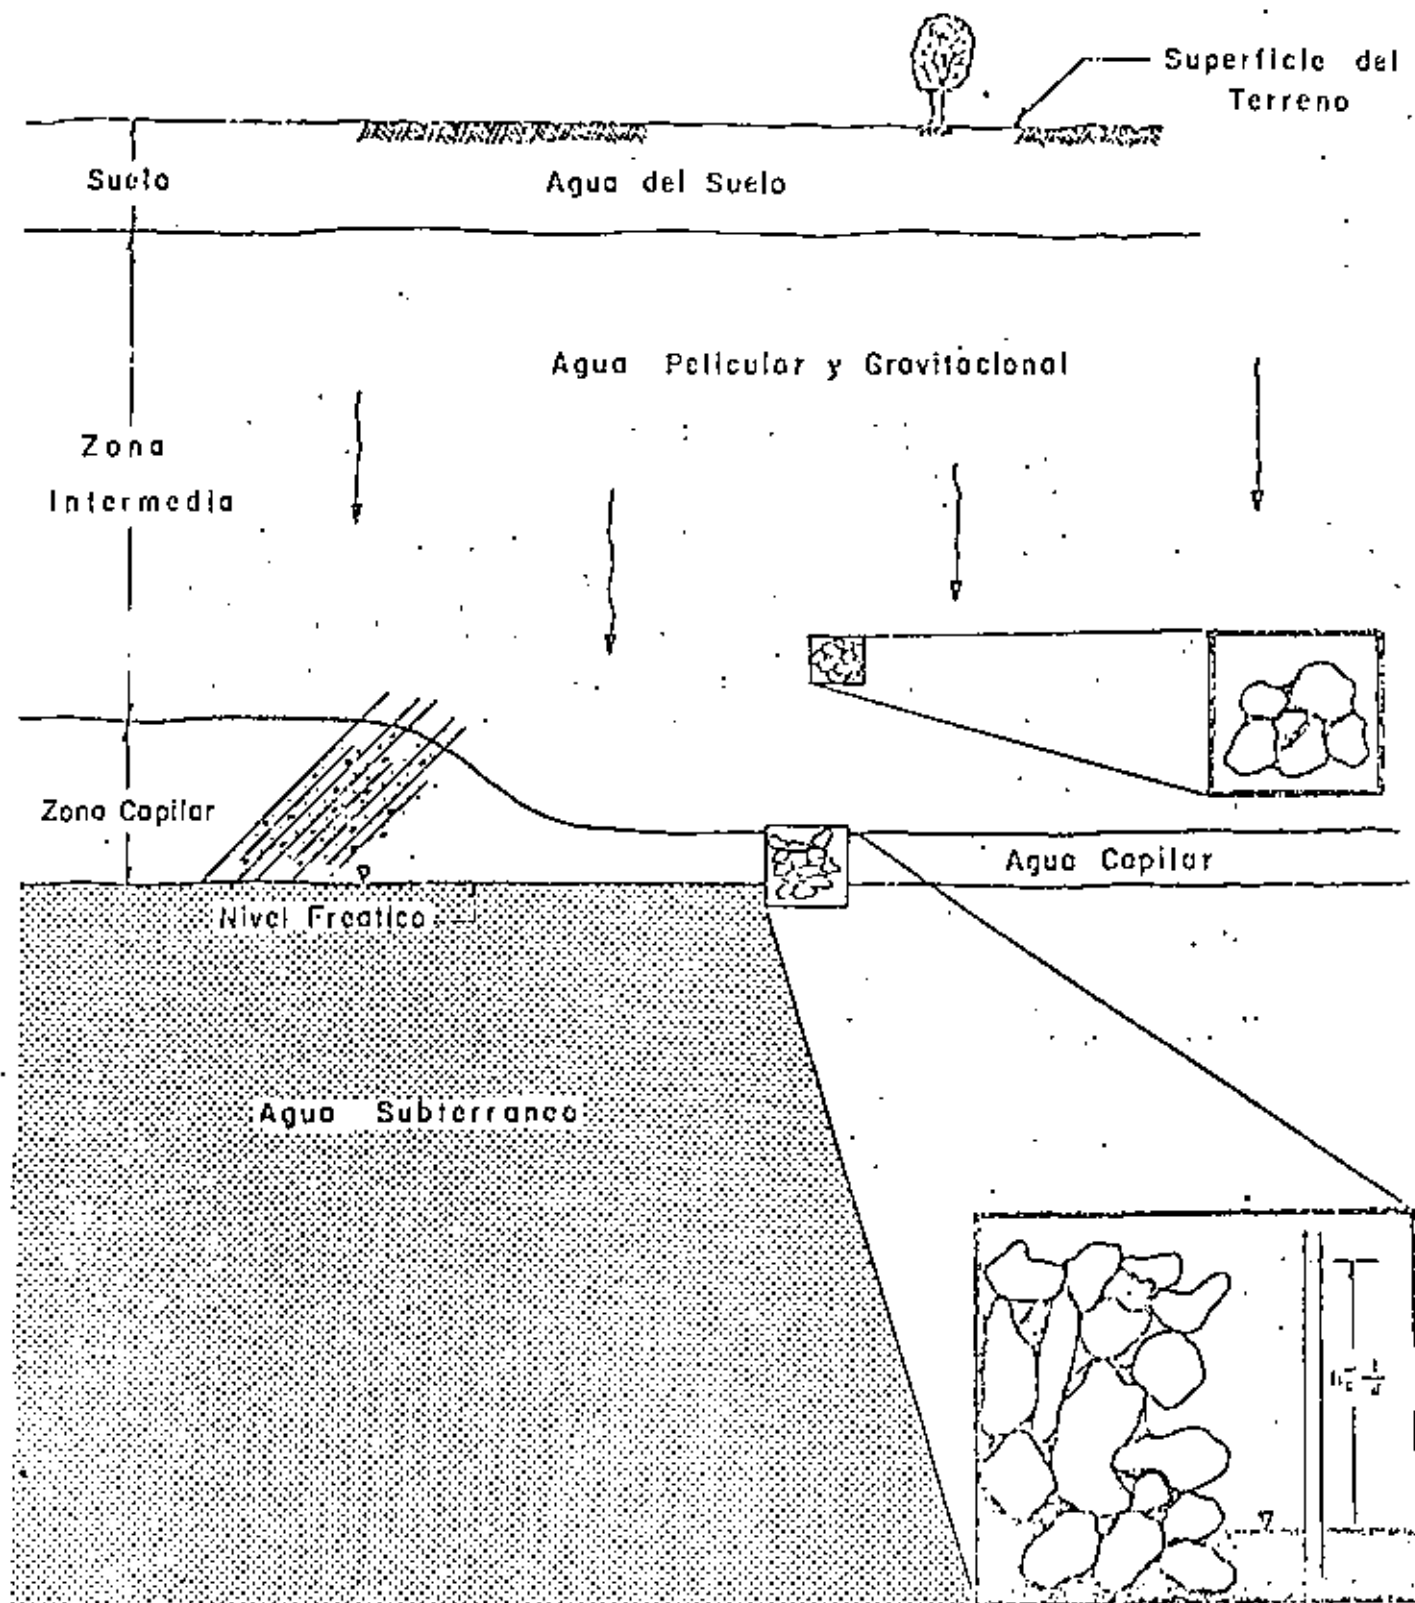 Superficie del
Terreno
Suelo
Agua del Suelo
Agua Pelicular y Gravitacional
Zona
Intermedia
Zona Capilar
Agua Capilar
Nivel Freatico
Agua Subterranea